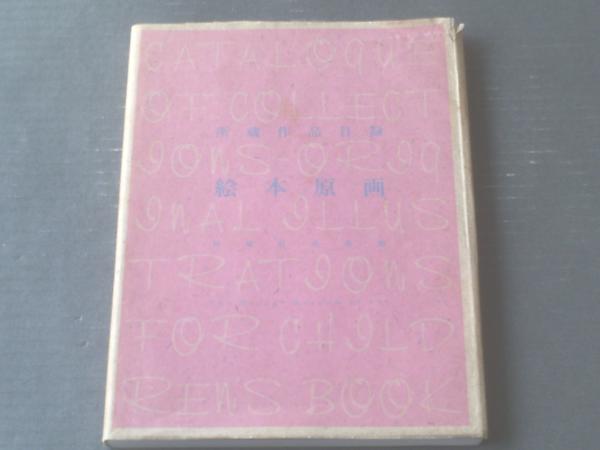 CATALOGUE
OF COLLECT
所蔵作品目録
IONS-ORIG
絵本原画
INAL ILLUS
TRATIONS
FOR CHILD
RENS BOOK